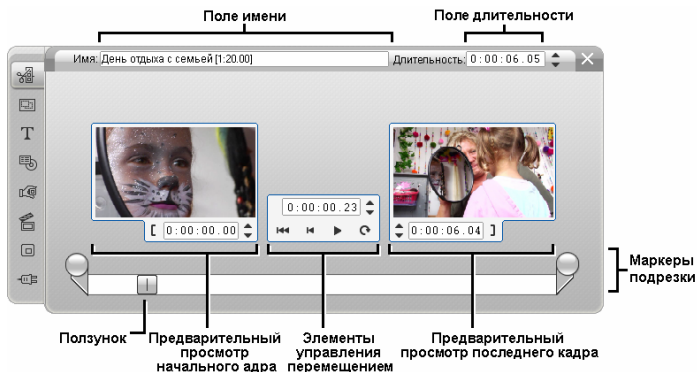 Поле имени
Поле длительности
Имя: День отдыха с семьей [1:20.00]
Длительность: 0:00:06.05
T
0:00:00.23
[ 0:00:00.00
0:00:06.04 ]
Маркеры
подрезки
Ползунок
Предварительный
просмотр
начального адра
Элементы
управления
перемещением
Предварительный
просмотр последнего кадра